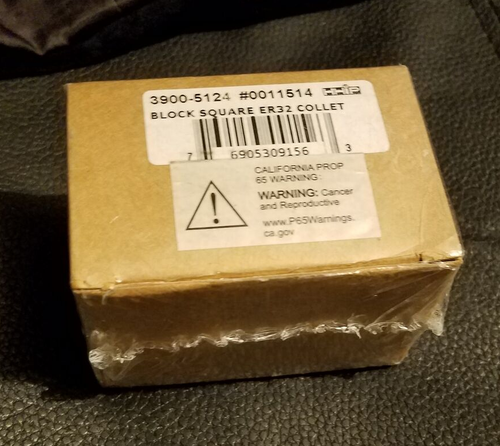 3900-5124 #0011514 HHIP
BLOCK SQUARE ER32 COLLET
7 6905309156 3
CALIFORNIA PROP
65 WARNING:
WARNING: Cancer
and Reproductive
www.P65Warnings.
ca.gov